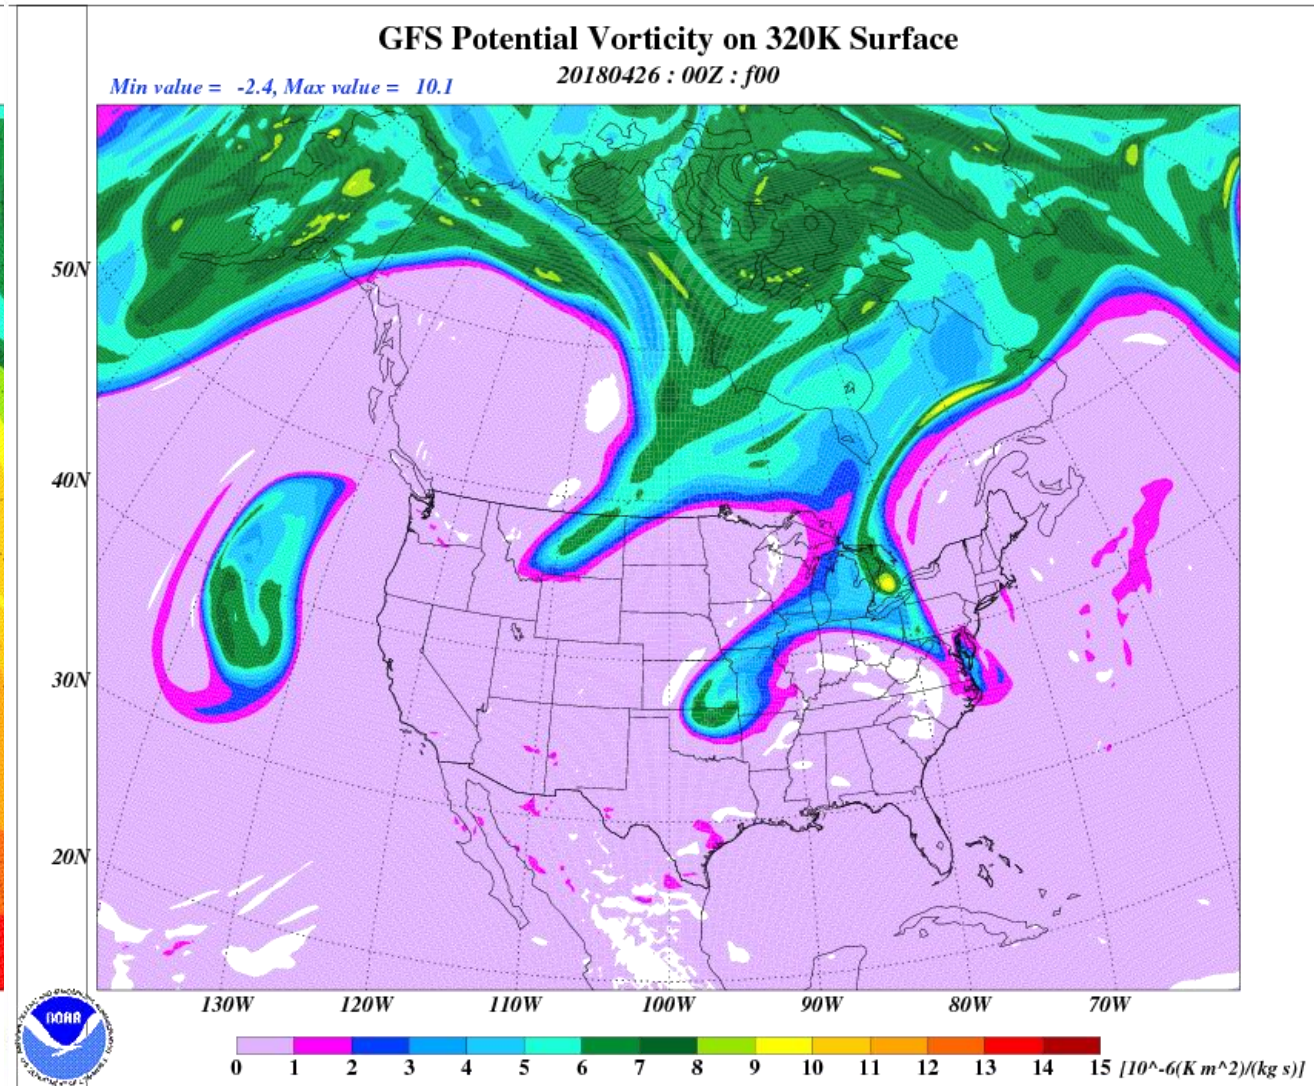 GFS Potential Vorticity on 320K Surface
20180426 : 00Z : f00
Min value = -2.4, Max value = 10.1
50N
40N
30N
20N
130W 120W 110W 100W 90W 80W 70W
NOAA
0 1 2 3 4 5 6 7 8 9 10 11 12 13 14 15 [10^-6(K m^2)/(kg s)]